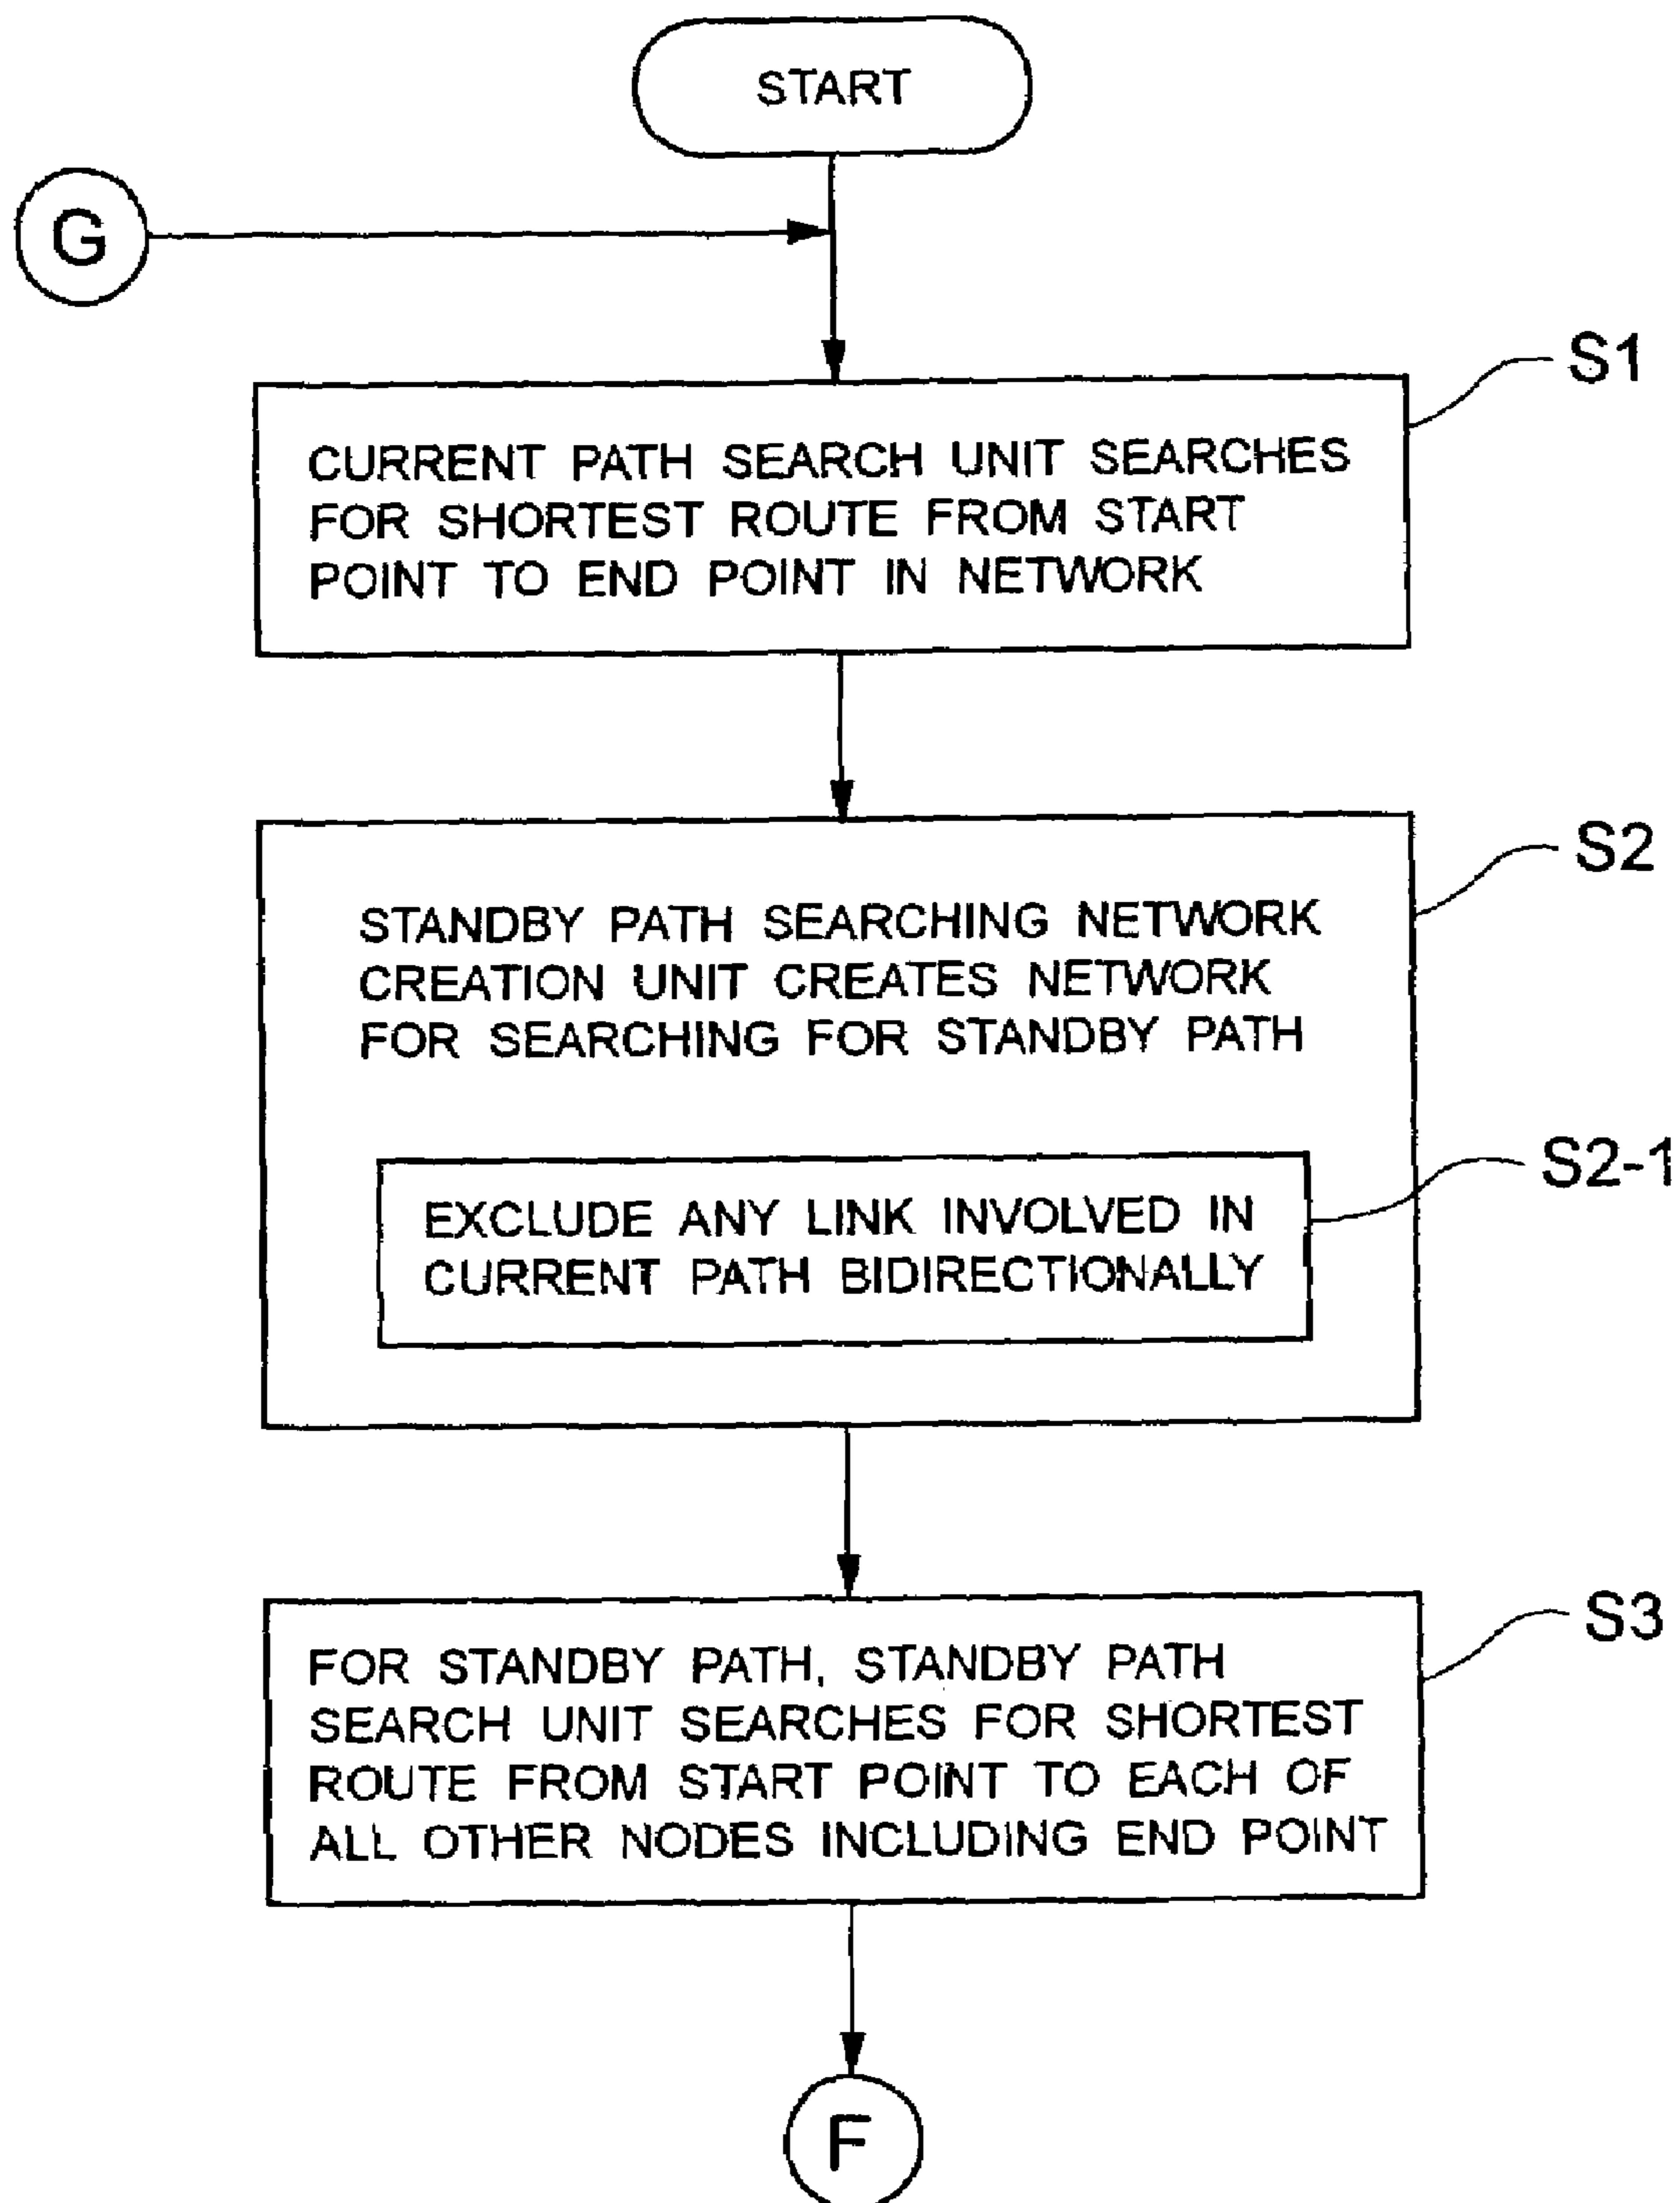 START
G
S1
CURRENT PATH SEARCH UNIT SEARCHES
FOR SHORTEST ROUTE FROM START
POINT TO END POINT IN NETWORK
S2
STANDBY PATH SEARCHING NETWORK
CREATION UNIT CREATES NETWORK
FOR SEARCHING FOR STANDBY PATH
S2-1
EXCLUDE ANY LINK INVOLVED IN
CURRENT PATH BIDIRECTIONALLY
S3
FOR STANDBY PATH, STANDBY PATH
SEARCH UNIT SEARCHES FOR SHORTEST
ROUTE FROM START POINT TO EACH OF
ALL OTHER NODES INCLUDING END POINT
F